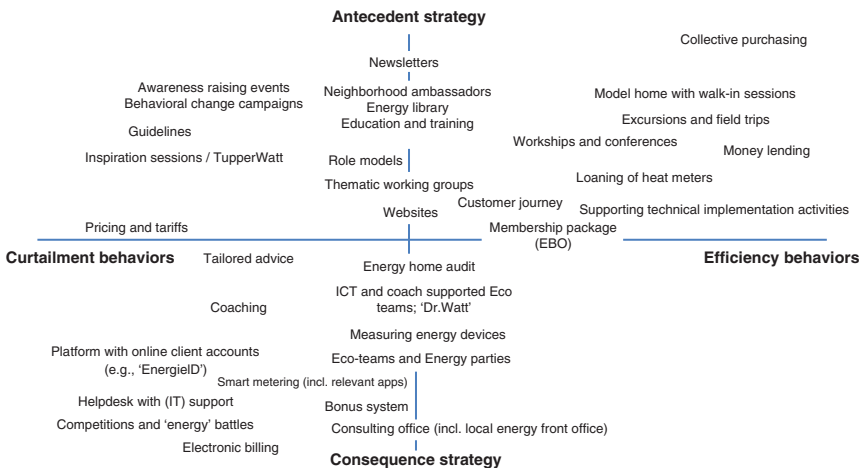 Antecedent strategy
Collective purchasing
Newsletters
Awareness raising events
Behavioral change campaigns
Neighborhood ambassadors
Energy library
Education and training
Model home with walk-in sessions
Excursions and field trips
Guidelines
Workships and conferences
Money lending
Inspiration sessions / TupperWatt
Role models
Loaning of heat meters
Thematic working groups
Customer journey
Websites
Supporting technical implementation activities
Pricing and tariffs
Membership package
(EBO)
Curtailment behaviors
Efficiency behaviors
Tailored advice
Energy home audit
ICT and coach supported Eco
teams; ‘Dr.Watt’
Coaching
Measuring energy devices
Platform with online client accounts
(e.g., ‘EnergieID’)
Eco-teams and Energy parties
Smart metering (incl. relevant apps)
Helpdesk with (IT) support
Bonus system
Competitions and ‘energy’ battles
Consulting office (incl. local energy front office)
Electronic billing
Consequence strategy